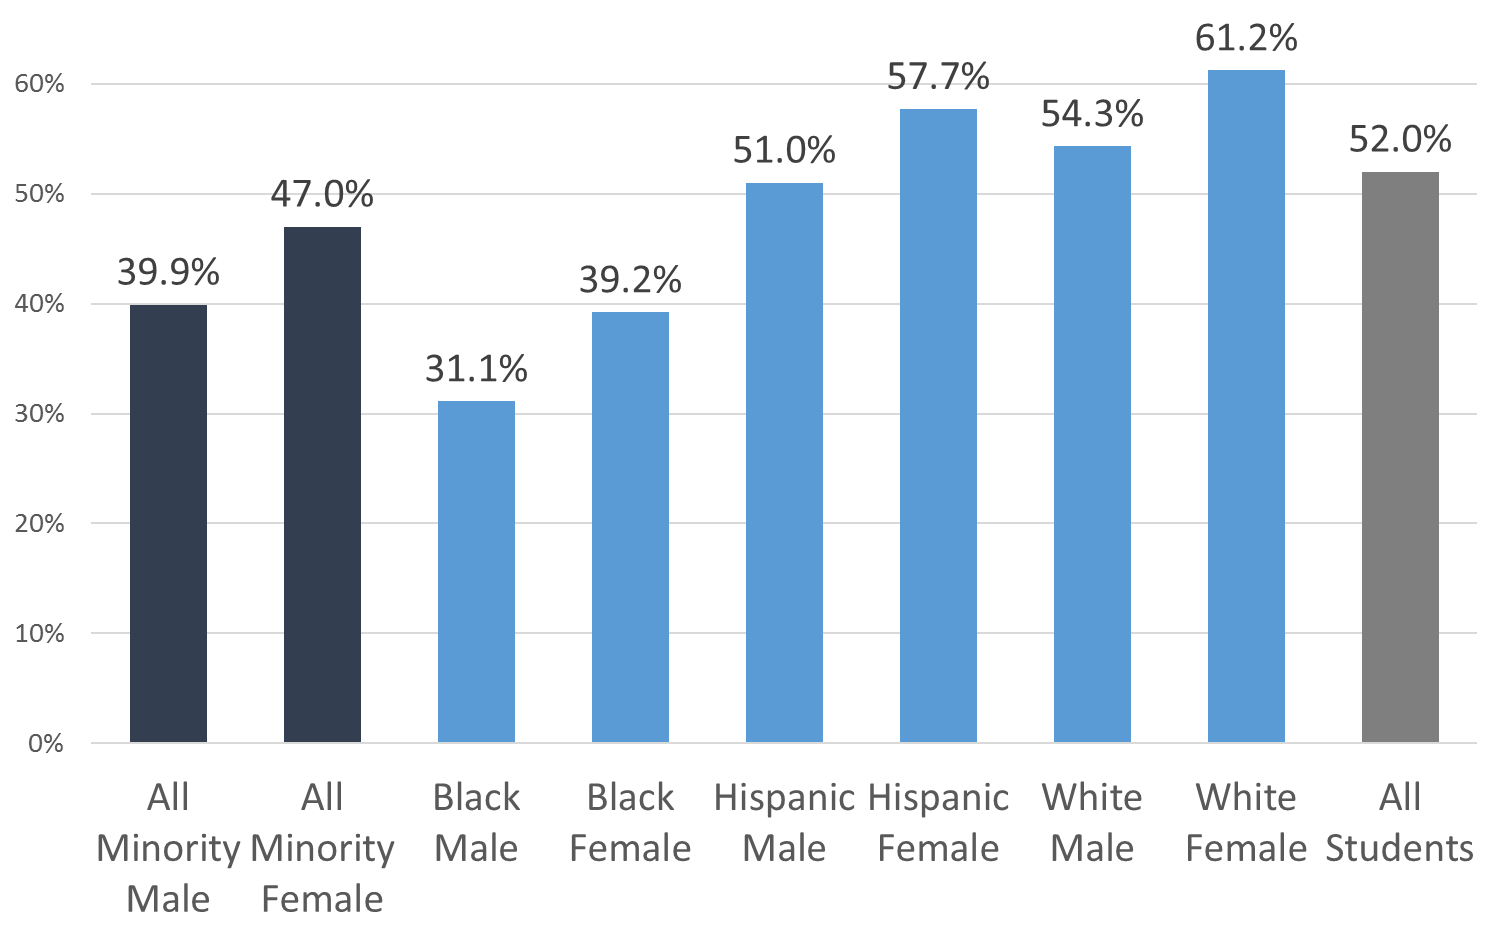 61.2%
60%
57.7%
54.3%
52.0%
51.0%
50%
47.0%
39.9%
40%
39.2%
31.1%
30%
20%
10%
0%
All Minority Male
All Minority Female
Black Male
Black Female
Hispanic Male
Hispanic Female
White Male
White Female
All Students